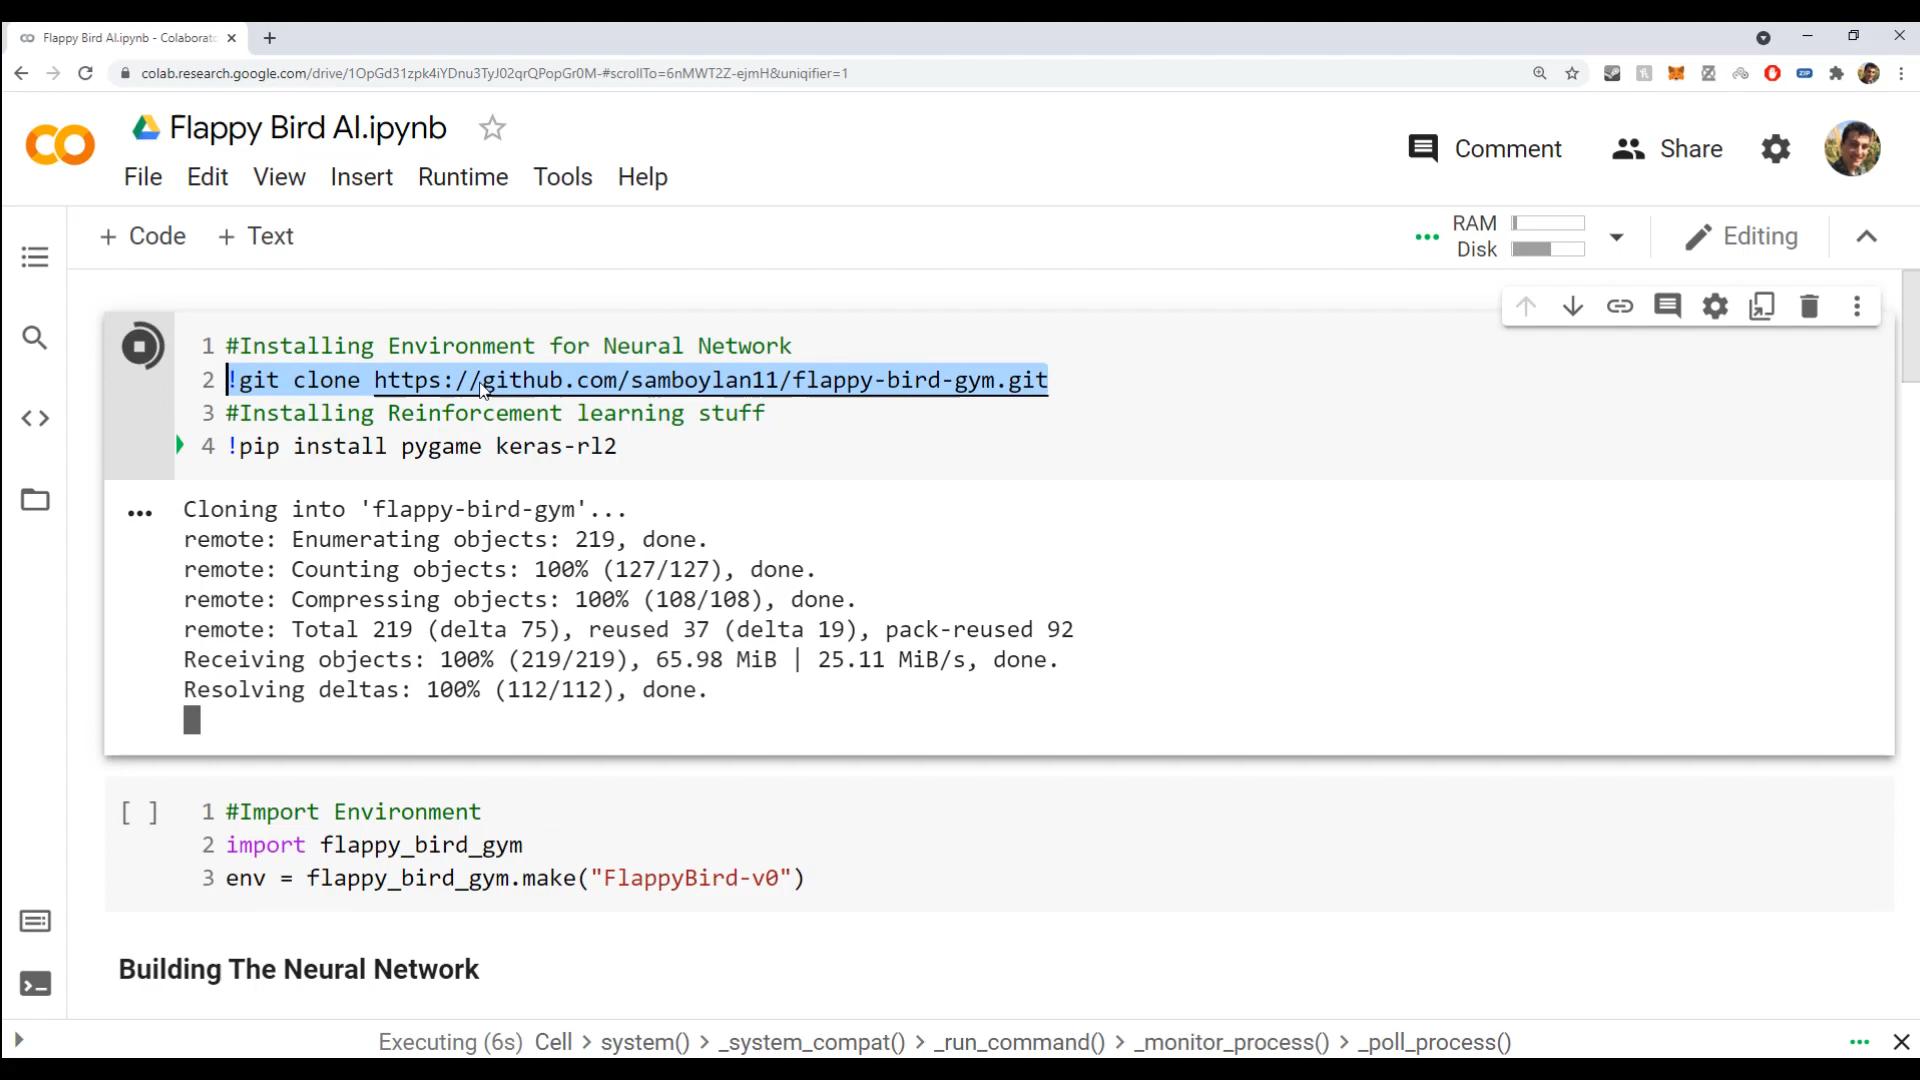 Flappy Bird AI.ipynb - Colaborato
colab.research.google.com/drive/1OpGd31zpk4iYDnu3TyJ02qrQPopGr0M-#scrollTo=6nMWT2Z-ejmH&uniqifier=1
ZIP
Flappy Bird AI.ipynb
Comment
Share
File Edit View Insert Runtime Tools Help
+ Code + Text
RAM
Disk
Editing
1 #Installing Environment for Neural Network
2 !git clone https://github.com/samboylan11/flappy-bird-gym.git
3 #Installing Reinforcement learning stuff
4 !pip install pygame keras-rl2
Cloning into 'flappy-bird-gym'...
remote: Enumerating objects: 219, done.
remote: Counting objects: 100% (127/127), done.
remote: Compressing objects: 100% (108/108), done.
remote: Total 219 (delta 75), reused 37 (delta 19), pack-reused 92
Receiving objects: 100% (219/219), 65.98 MiB | 25.11 MiB/s, done.
Resolving deltas: 100% (112/112), done.
[ ] 1 #Import Environment
2 import flappy_bird_gym
3 env = flappy_bird_gym.make("FlappyBird-v0")
Building The Neural Network
Executing (6s) Cell > system() > _system_compat() > _run_command() > _monitor_process() > _poll_process()